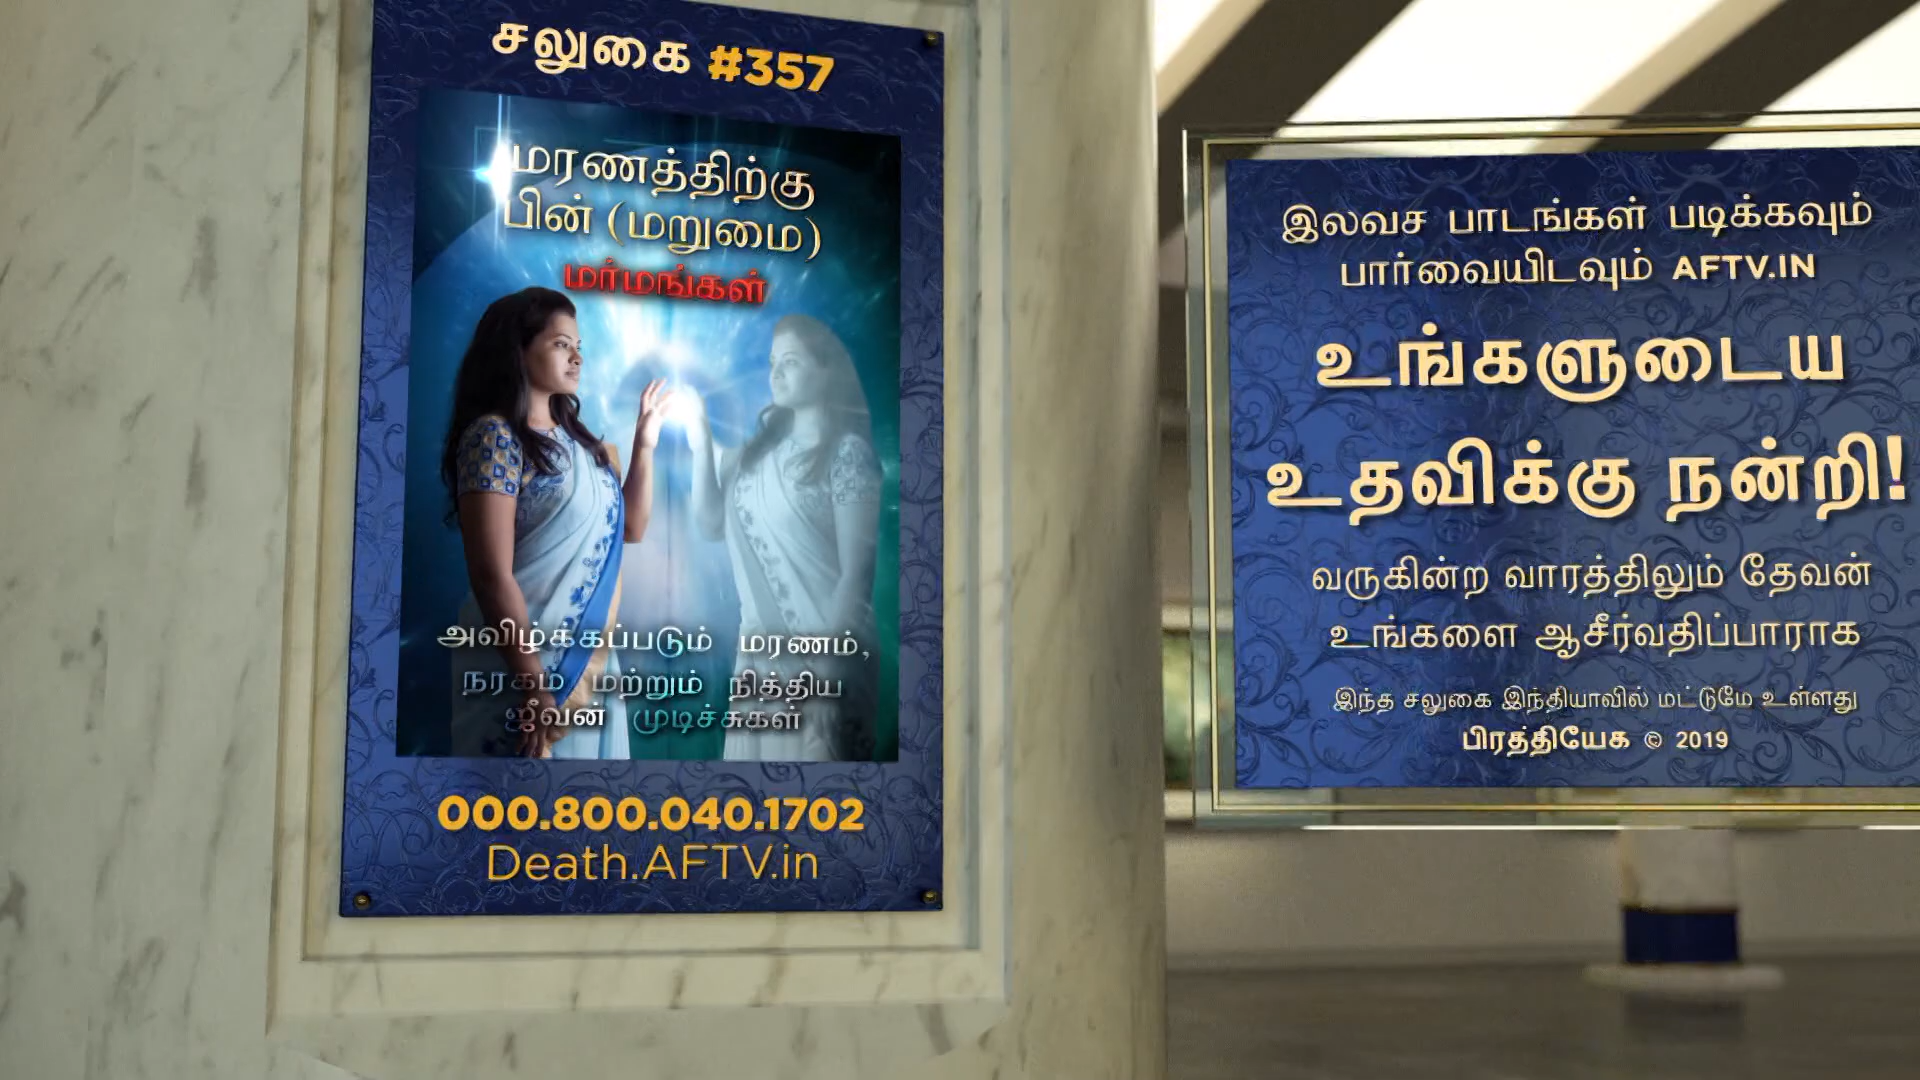 சலுகை #357
மரணத்திற்கு
பின் (மறுமை)
மர்மங்கள்
அவிழ்க்கப்படும் மரணம்,
நரகம் மற்றும் நித்திய
ஜீவன் முடிச்சுகள்
000.800.040.1702
Death.AFTV.in
இலவச பாடங்கள் படிக்கவும்
பார்வையிடவும் AFTV.IN
உங்களுடைய
உதவிக்கு நன்றி!
வருகின்ற வாரத்திலும் தேவன்
உங்களை ஆசீர்வதிப்பாராக
இந்த சலுகை இந்தியாவில் மட்டுமே உள்ளது
பிரத்தியேக © 2019